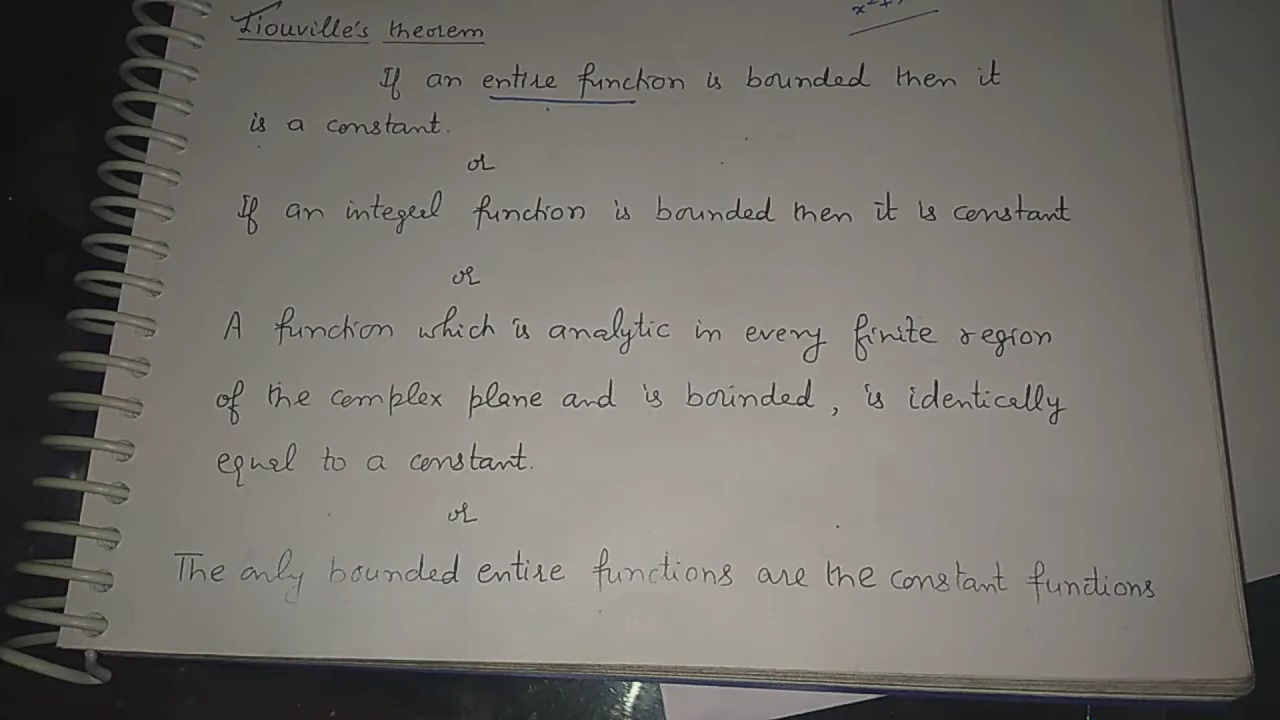 Liouville's theorem
x²+
If an entire function is bounded then it
is a constant.
or
If an integral function is bounded then it is constant
or
A function which is analytic in every finite region
of the complex plane and is bounded, is identically
equal to a constant.
or
The only bounded entire functions are the constant functions